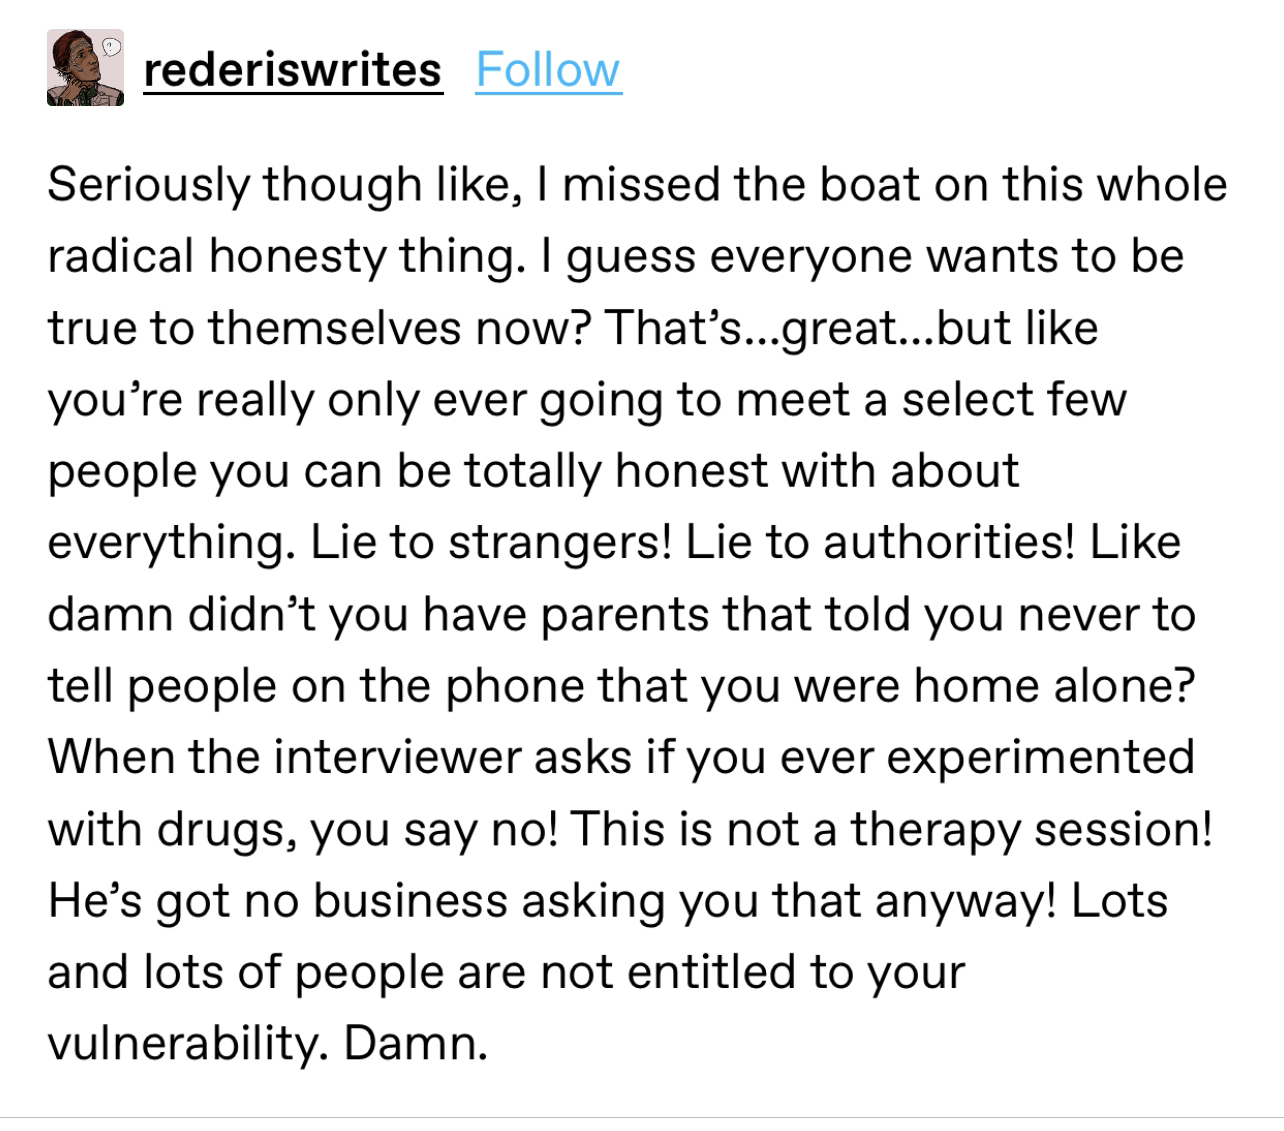 rederiswrites Follow
Seriously though like, I missed the boat on this whole
radical honesty thing. I guess everyone wants to be
true to themselves now? That’s...great...but like
you’re really only ever going to meet a select few
people you can be totally honest with about
everything. Lie to strangers! Lie to authorities! Like
damn didn’t you have parents that told you never to
tell people on the phone that you were home alone?
When the interviewer asks if you ever experimented
with drugs, you say no! This is not a therapy session!
He’s got no business asking you that anyway! Lots
and lots of people are not entitled to your
vulnerability. Damn.